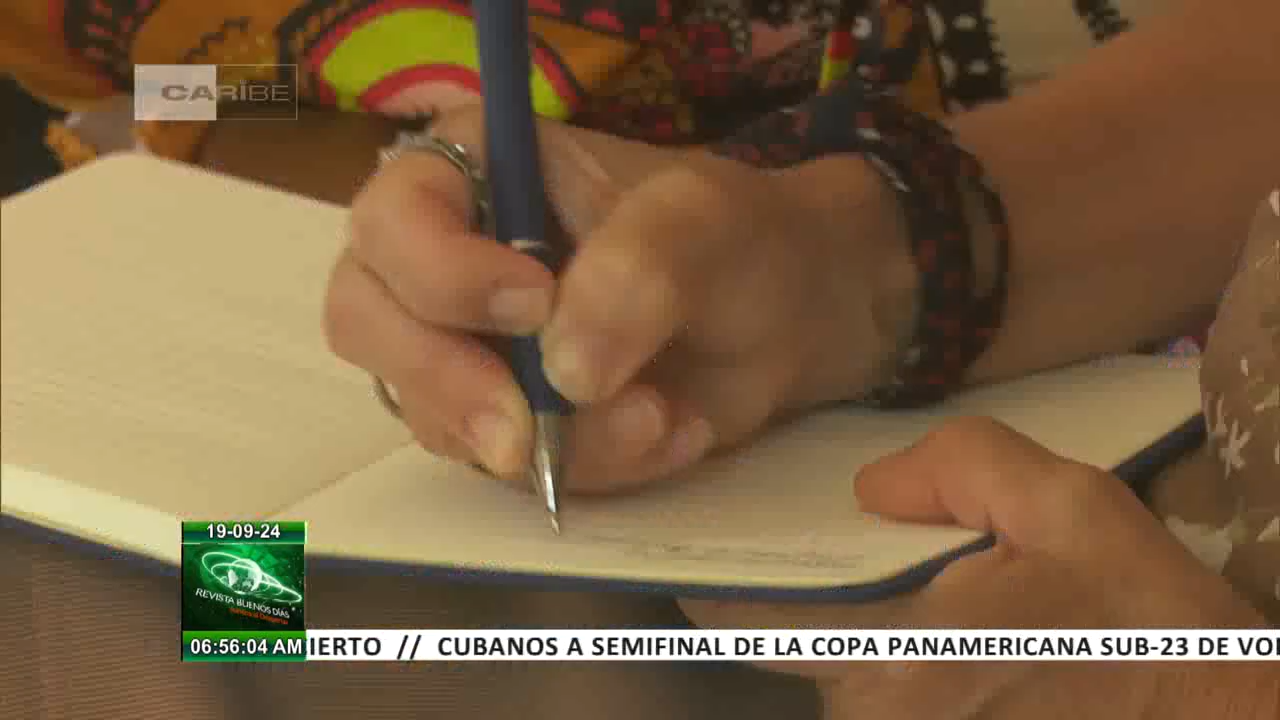 CARIBE
19-09-24
REVISTA BUENOS DÍAS
06:56:04 AM
IERTO // CUBANOS A SEMIFINAL DE LA COPA PANAMERICANA SUB-23 DE VOL